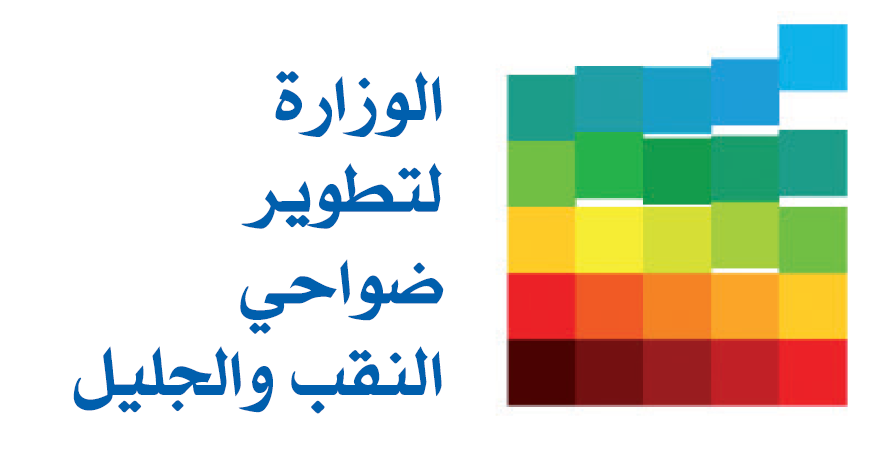 الوزارة
لتطوير
ضواحي
النقب والجليل